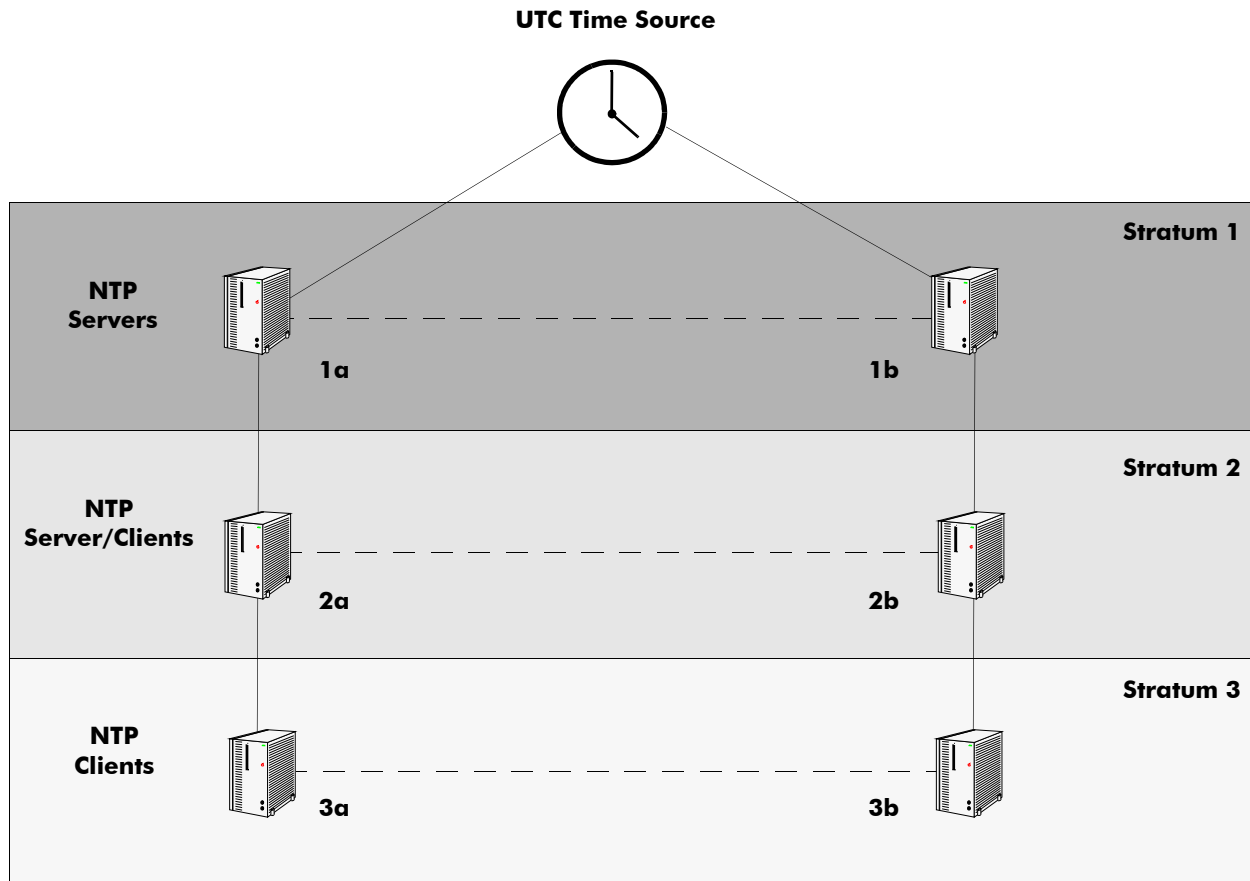 UTC Time Source
Stratum 1
NTP
Servers
1a
1b
Stratum 2
NTP
Server/Clients
2a
2b
Stratum 3
NTP
Clients
3a
3b